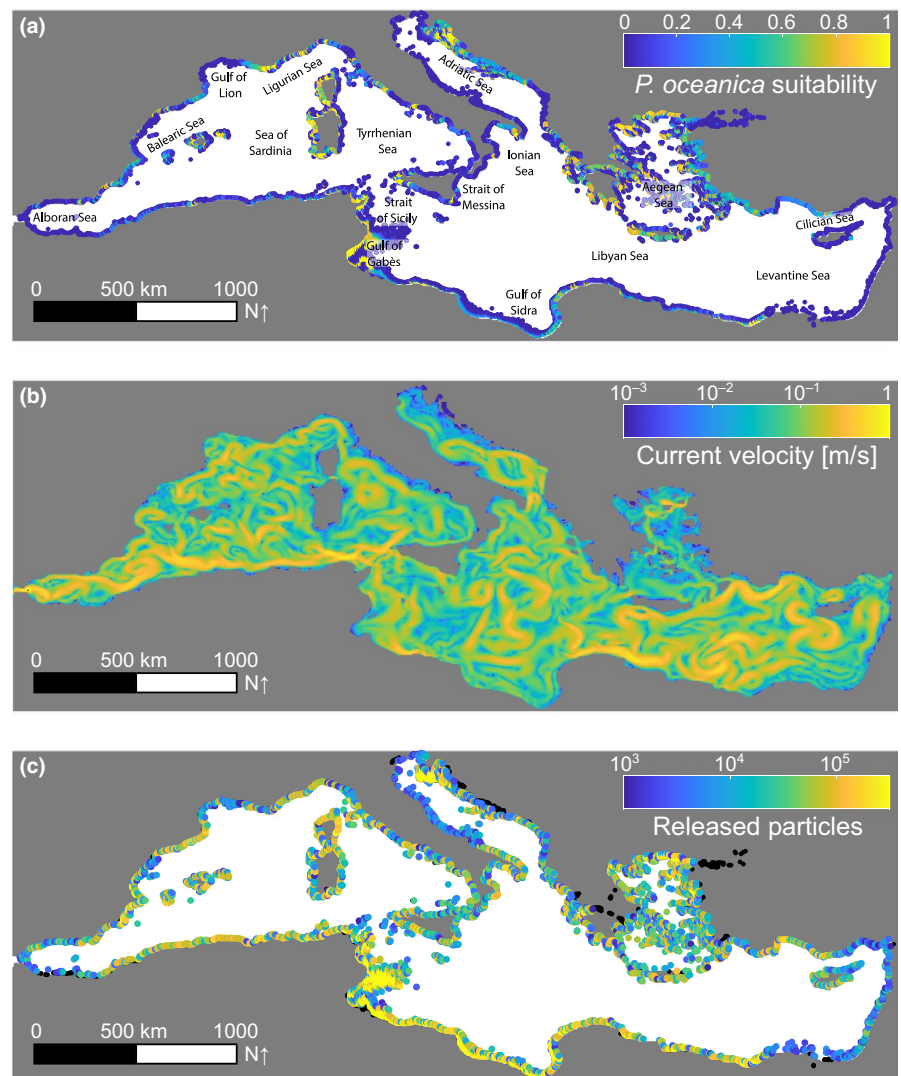 (a)
0 0.2 0.4 0.6 0.8 1
P. oceanica suitability
Gulf of
Lion
Ligurian Sea
Adriatic Sea
Balearic Sea
Sea of
Sardinia
Tyrrhenian
Sea
Ionian
Sea
Strait of
Messina
Aegean
Sea
Alboran Sea
Strait
of Sicily
Cilician Sea
Gulf of
Gabès
Libyan Sea
Levantine Sea
Gulf of
Sidra
0 500 km 1000
N↑
(b)
10⁻³ 10⁻² 10⁻¹ 1
Current velocity [m/s]
0 500 km 1000
N↑
(c)
10³ 10⁴ 10⁵
Released particles
0 500 km 1000
N↑